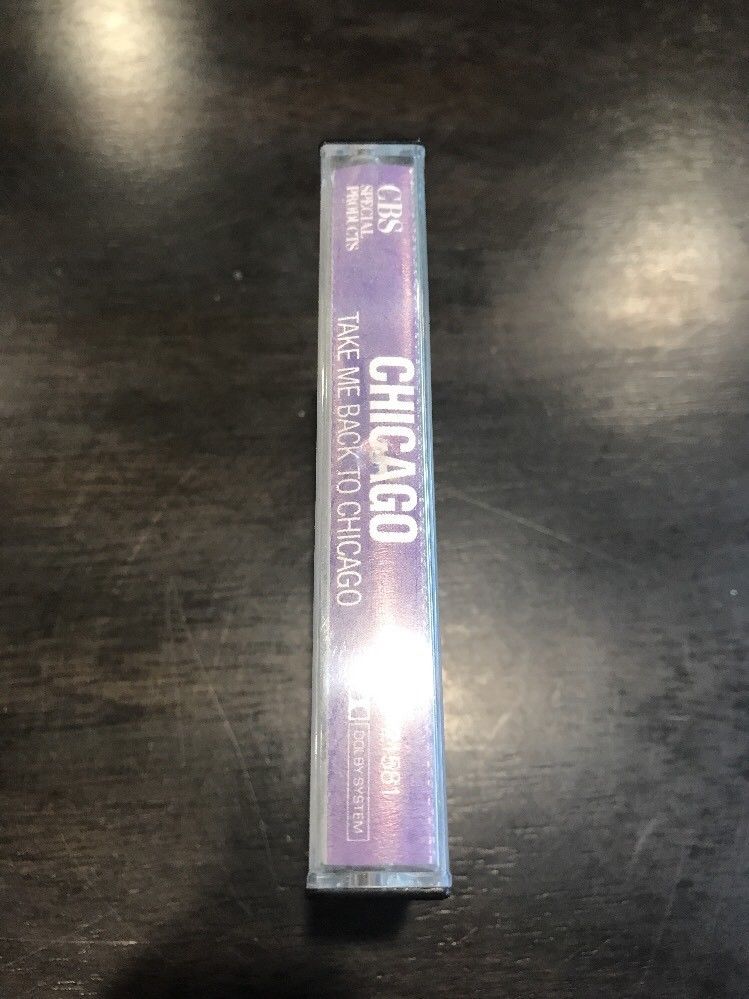 CBS
SPECIAL
PRODUCTS
CHICAGO
TAKE ME BACK TO CHICAGO
DOLBY SYSTEM